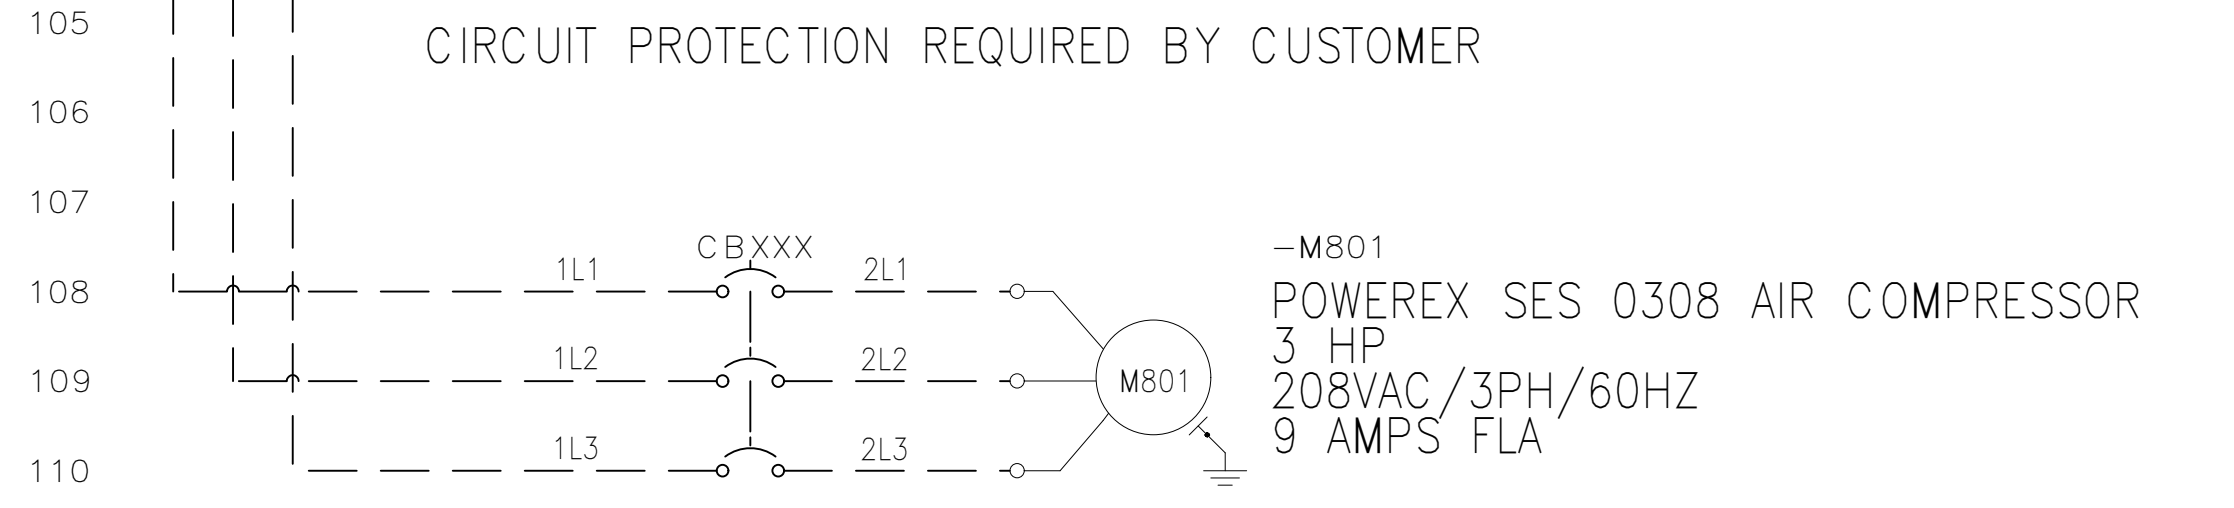 105
CIRCUIT PROTECTION REQUIRED BY CUSTOMER
106
107
CBXXX
-M801
108
1L1
2L1
POWEREX SES 0308 AIR COMPRESSOR
3 HP
109
1L2
2L2
M801
208VAC/3PH/60HZ
9 AMPS FLA
110
1L3
2L3